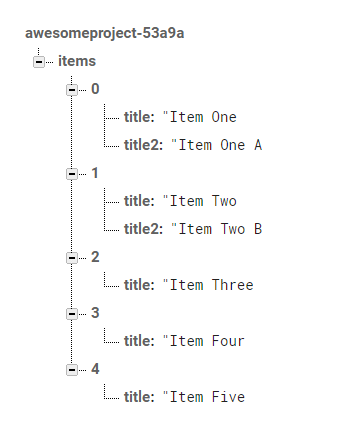 awesomeproject-53a9a
items
0
title: "Item One
title2: "Item One A
1
title: "Item Two
title2: "Item Two B
2
title: "Item Three
3
title: "Item Four
4
title: "Item Five